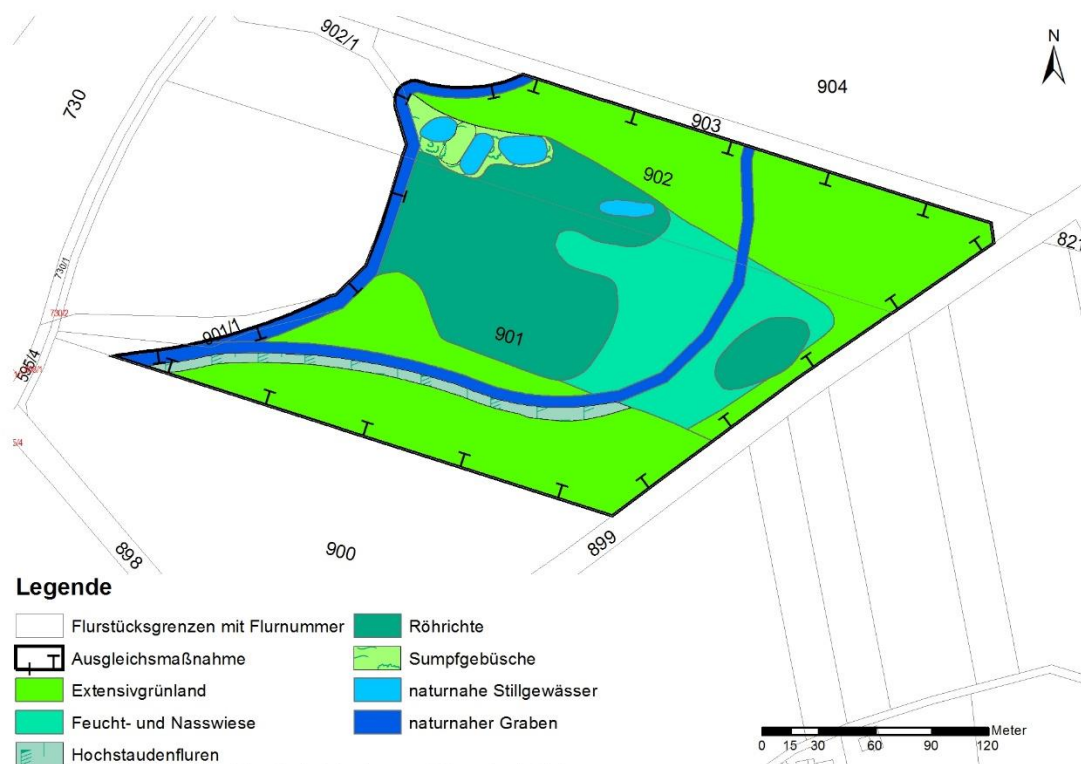 902/1
N
904
730
903
902
821
730/1
730/2
901/1
901
595/4
5/4
898
900
899
Legende
Flurstücksgrenzen mit Flurnummer
Ausgleichsmaßnahme
Extensivgrünland
Feucht- und Nasswiese
Hochstaudenfluren
Röhrichte
Sumpfgebüsche
naturnahe Stillgewässer
naturnaher Graben
Meter
0 15 30 60 90 120